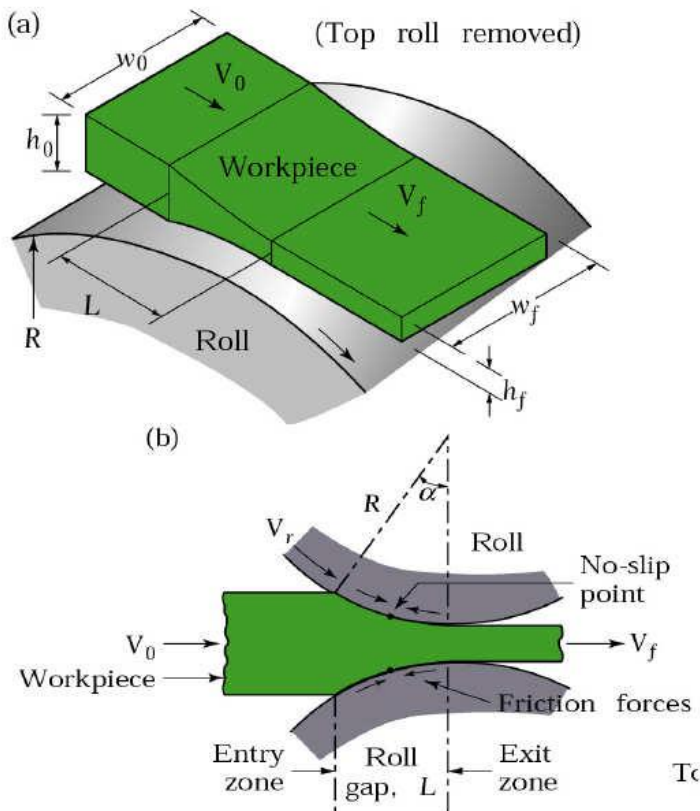 (a)
(Top roll removed)
w0
V0
h0
Workpiece
Vf
L
R
Roll
wf
hf
(b)
R
α
Vr
Roll
No-slip
point
V0
Vf
Workpiece
Friction forces
Entry
zone
Roll
gap, L
Exit
zone